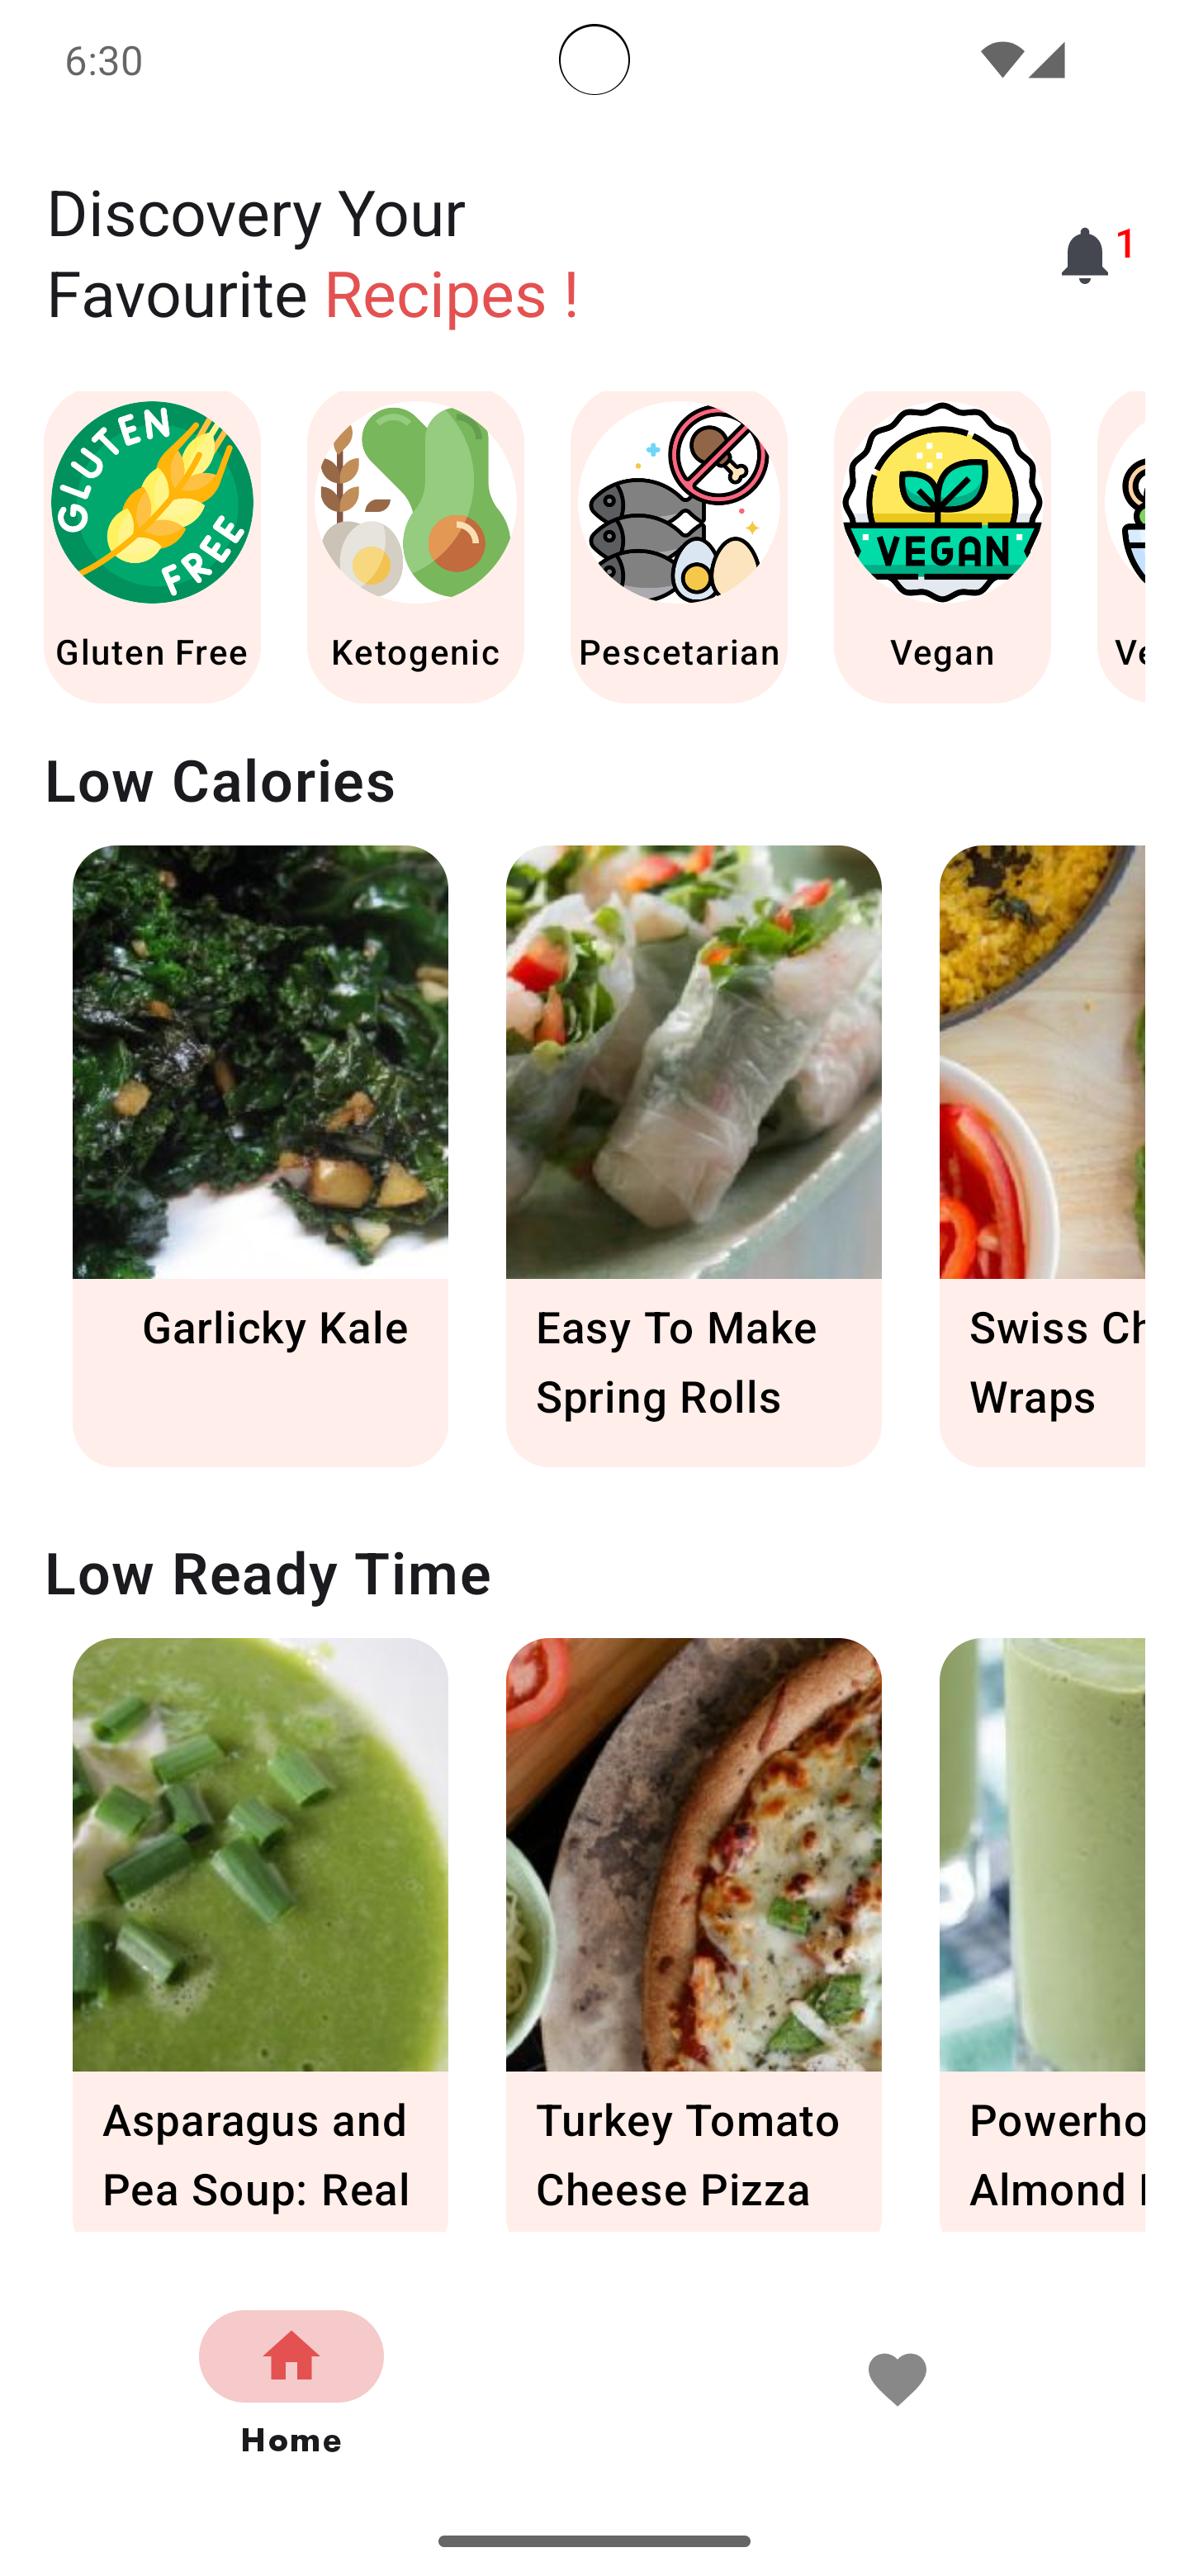 6:30
Discovery Your
Favourite Recipes !
1
GLUTEN
FREE
VEGAN
Gluten Free
Ketogenic
Pescetarian
Vegan
Ve
Low Calories
Garlicky Kale
Easy To Make
Spring Rolls
Swiss Ch
Wraps
Low Ready Time
Asparagus and
Pea Soup: Real
Turkey Tomato
Cheese Pizza
Powerho
Almond
Home